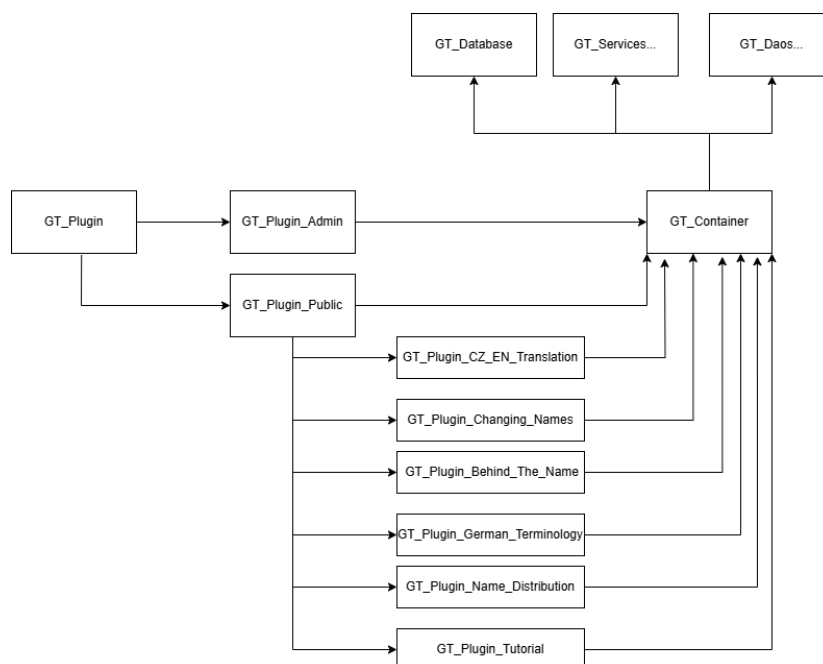 GT_Database
GT_Services...
GT_Daos...
GT_Plugin
GT_Plugin_Admin
GT_Container
GT_Plugin_Public
GT_Plugin_CZ_EN_Translation
GT_Plugin_Changing_Names
GT_Plugin_Behind_The_Name
GT_Plugin_German_Terminology
GT_Plugin_Name_Distribution
GT_Plugin_Tutorial